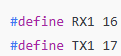 #define RX1 16
#define TX1 17